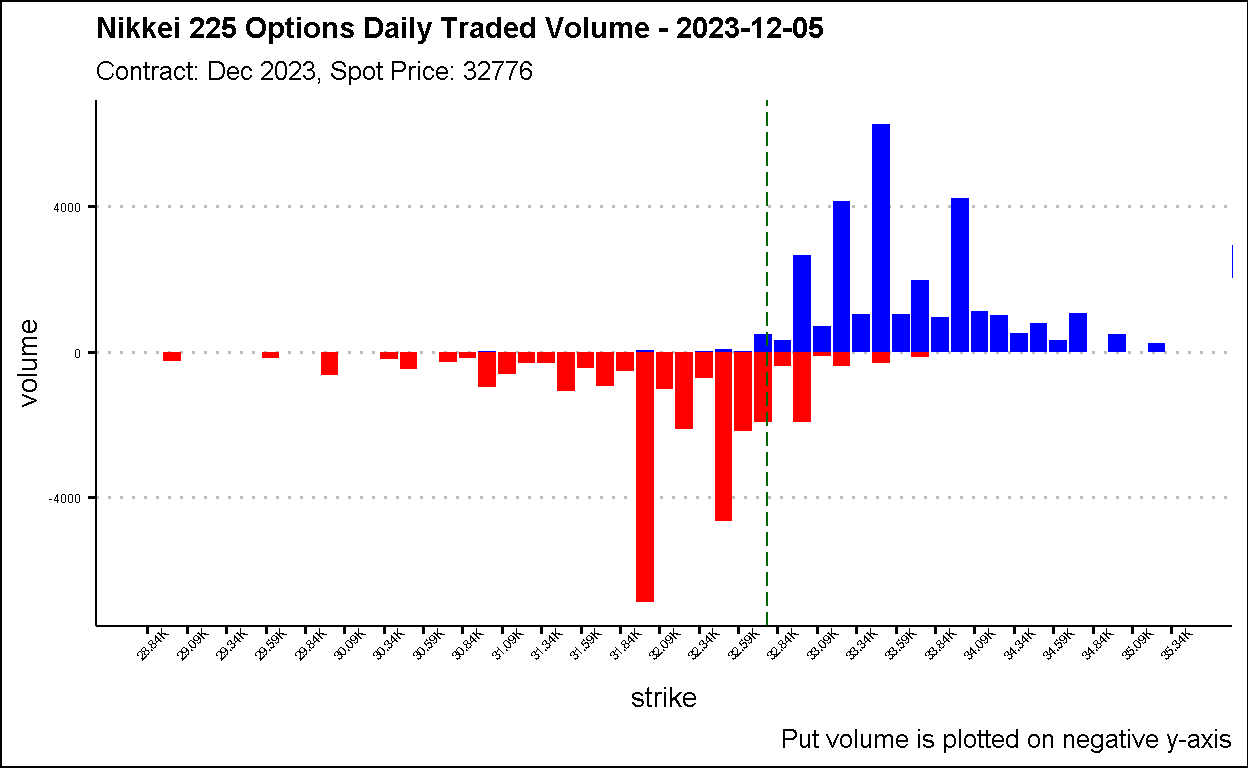 Nikkei 225 Options Daily Traded Volume - 2023-12-05
Contract: Dec 2023, Spot Price: 32776
volume
4000
0
-4000
28.84K 29.09K 29.34K 29.59K 29.84K 30.09K 30.34K 30.59K 30.84K 31.09K 31.34K 31.59K 31.84K 32.09K 32.34K 32.59K 32.84K 33.09K 33.34K 33.59K 33.84K 34.09K 34.34K 34.59K 34.84K 35.09K 35.34K
strike
Put volume is plotted on negative y-axis